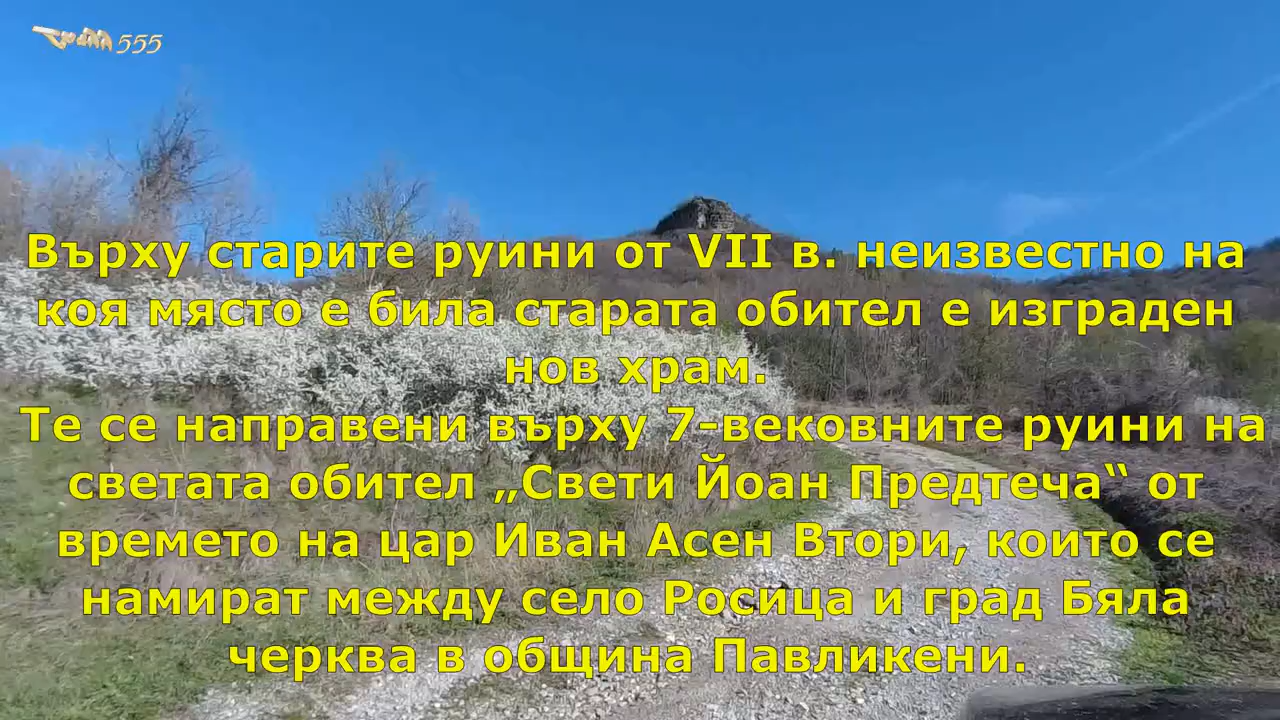 555
Върху старите руини от VII в. неизвестно на
коя място е била старата обител е изграден
нов храм.
Те се направени върху 7-вековните руини на
светата обител „Свети Йоан Предтеча“ от
времето на цар Иван Асен Втори, които се
намират между село Росица и град Бяла
черква в община Павликени.